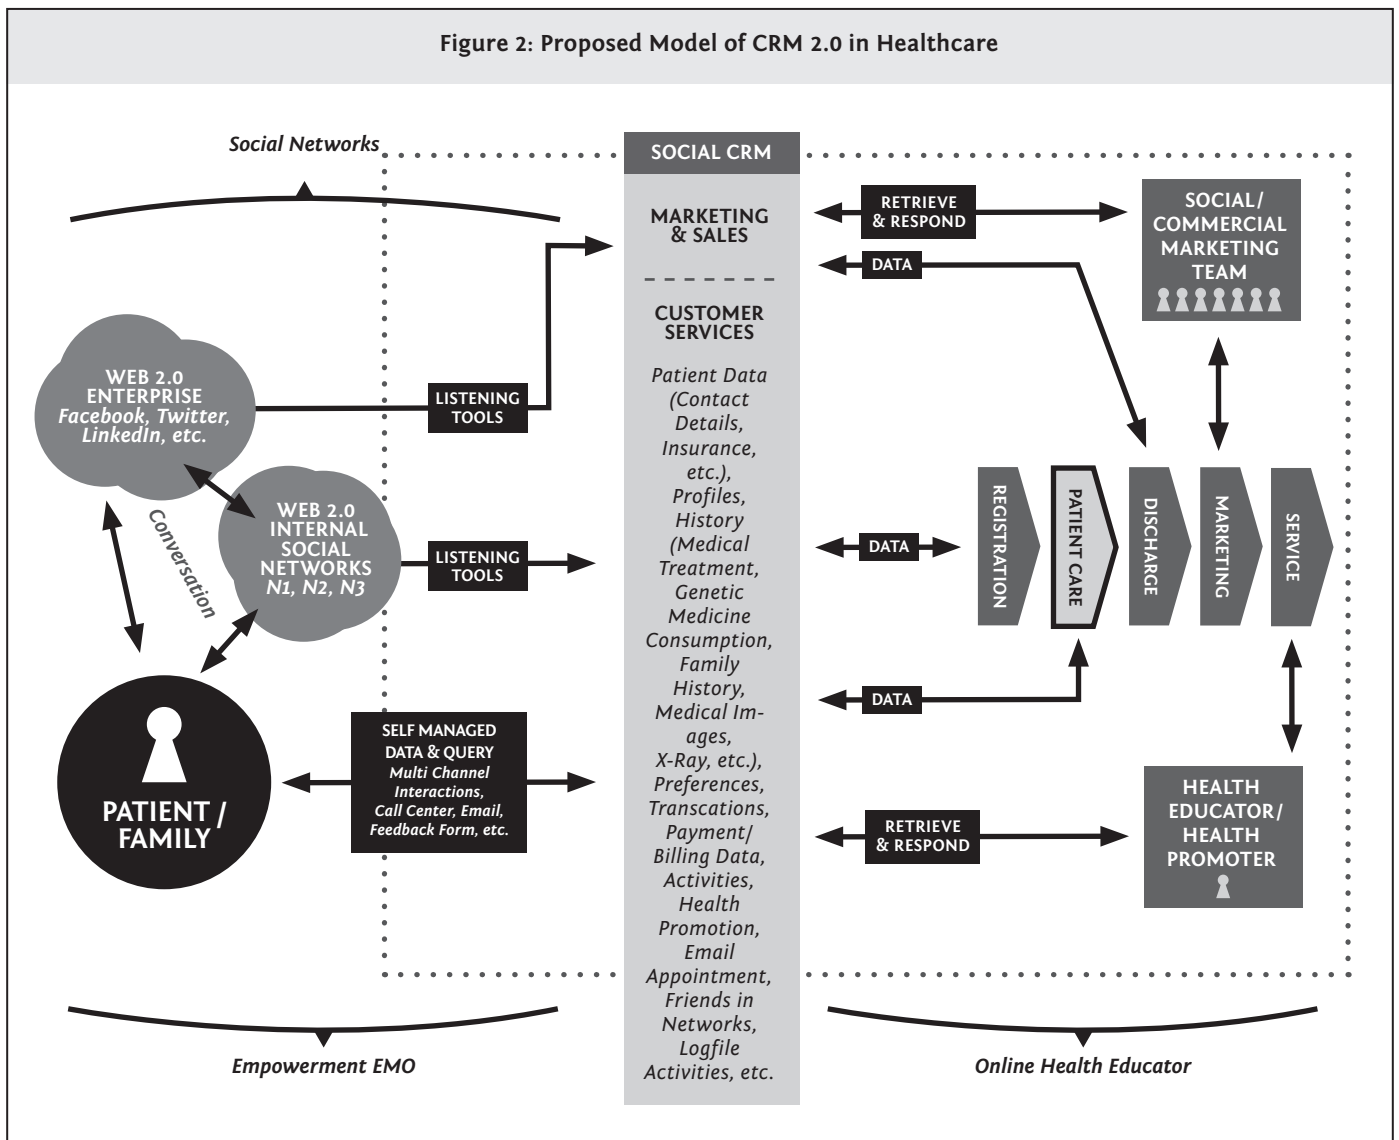 Figure 2: Proposed Model of CRM 2.0 in Healthcare
Social Networks
WEB 2.0
ENTERPRISE
Facebook, Twitter,
LinkedIn, etc.
Conversation
WEB 2.0
INTERNAL
SOCIAL
NETWORKS
N1, N2, N3
PATIENT /
FAMILY
LISTENING
TOOLS
LISTENING
TOOLS
SELF MANAGED
DATA & QUERY
Multi Channel
Interactions,
Call Center, Email,
Feedback Form, etc.
Empowerment EMO
SOCIAL CRM
MARKETING
& SALES
CUSTOMER
SERVICES
Patient Data
(Contact
Details,
Insurance,
etc.),
Profiles,
History
(Medical
Treatment,
Genetic
Medicine
Consumption,
Family
History,
Medical Im-
ages,
X-Ray, etc.),
Preferences,
Transcations,
Payment/
Billing Data,
Activities,
Health
Promotion,
Email
Appointment,
Friends in
Networks,
Logfile
Activities, etc.
RETRIEVE
& RESPOND
DATA
DATA
DATA
RETRIEVE
& RESPOND
SOCIAL/
COMMERCIAL
MARKETING
TEAM
REGISTRATION
PATIENT CARE
DISCHARGE
MARKETING
SERVICE
HEALTH
EDUCATOR/
HEALTH
PROMOTER
Online Health Educator